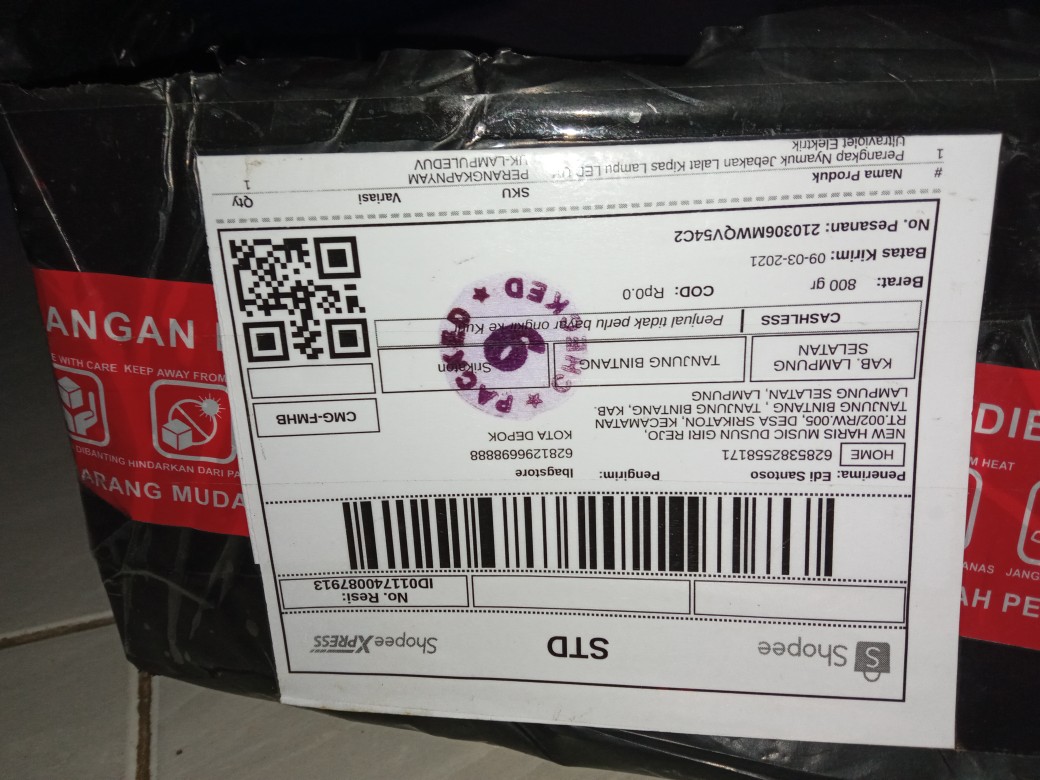 Shopee
STD
ShopeeXPRESS
No. Resi:
ID011740087913
Penerima: Edi Santoso
Pengirim: Ibagstore
HOME
6285382558171
6281296698888
NEW HARIS MUSIC DUSUN GIRI REJO,
KOTA DEPOK
RT.002/RW.005, DESA SRIKATON, KECAMATAN
TANJUNG BINTANG , TANJUNG BINTANG, KAB.
LAMPUNG SELATAN, LAMPUNG
CMG-FMHB
KAB. LAMPUNG
SELATAN
TANJUNG BINTANG
Srikaton
CASHLESS
Penjual tidak perlu bayar ongkir ke
Berat: 800 gr
COD: Rp0.0
Batas Kirim: 09-03-2021
No. Pesanan: 210306MWQV54C2
# Nama Produk SKU Variasi Qty
1 Perangkap Nyamuk Jebakan Lalat Kipas Lampu LED PERANGKAPNYAM 1
Ultraviolet Elektrik UK-LAMPULEDUV
PACKED
CHECKED
6
ANGAN
WITH CARE KEEP AWAY FROM
DIBANTING HINDARKAN DARI PA
ARANG MUDA
DIB
M HEAT
ANAS JANG
AH PE